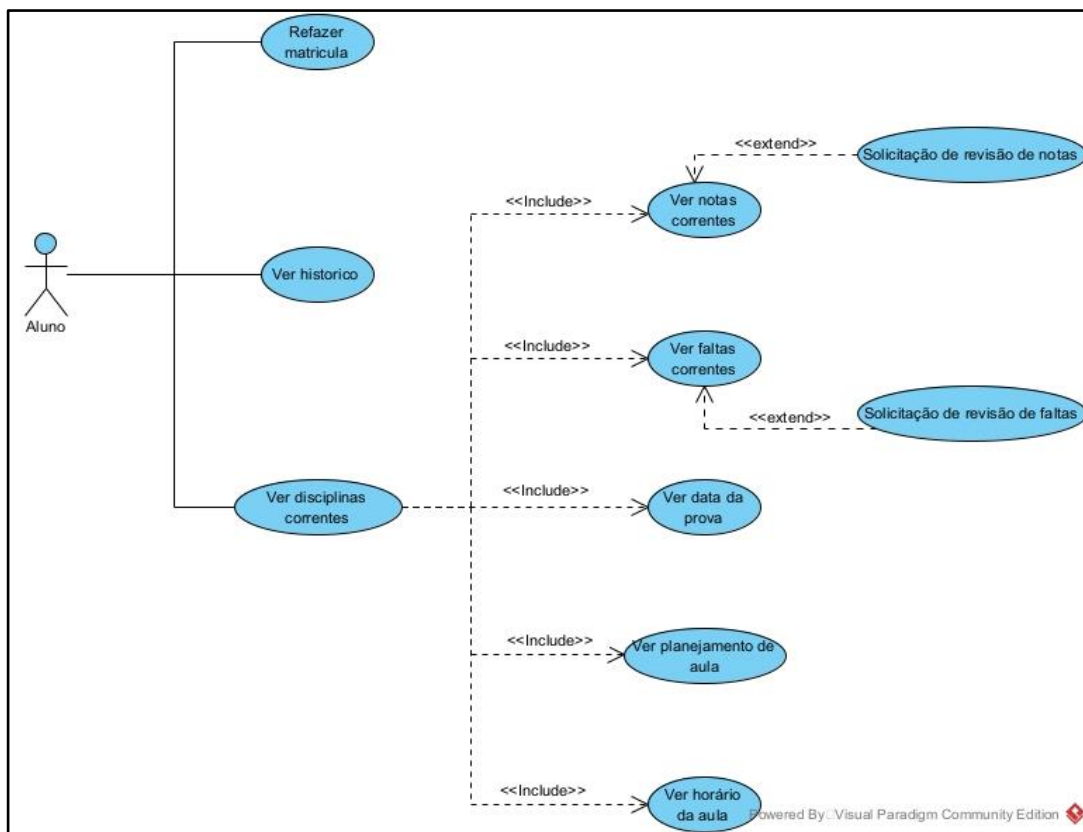 Refazer
matricula
<<extend>>
Solicitação de revisão de notas
<<Include>>
Ver notas
correntes
Ver historico
Aluno
<<Include>>
Ver faltas
correntes
<<extend>>
Solicitação de revisão de faltas
Ver disciplinas
correntes
<<Include>>
Ver data da
prova
<<Include>>
Ver planejamento de
aula
<<Include>>
Ver horário
da aula
Powered By Visual Paradigm Community Edition